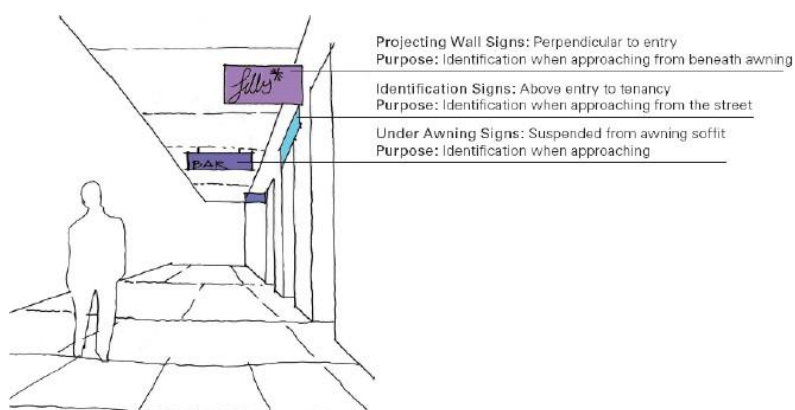 Projecting Wall Signs: Perpendicular to entry
Purpose: Identification when approaching from beneath awning
Identification Signs: Above entry to tenancy
Purpose: Identification when approaching from the street
Under Awning Signs: Suspended from awning soffit
Purpose: Identification when approaching
BAR